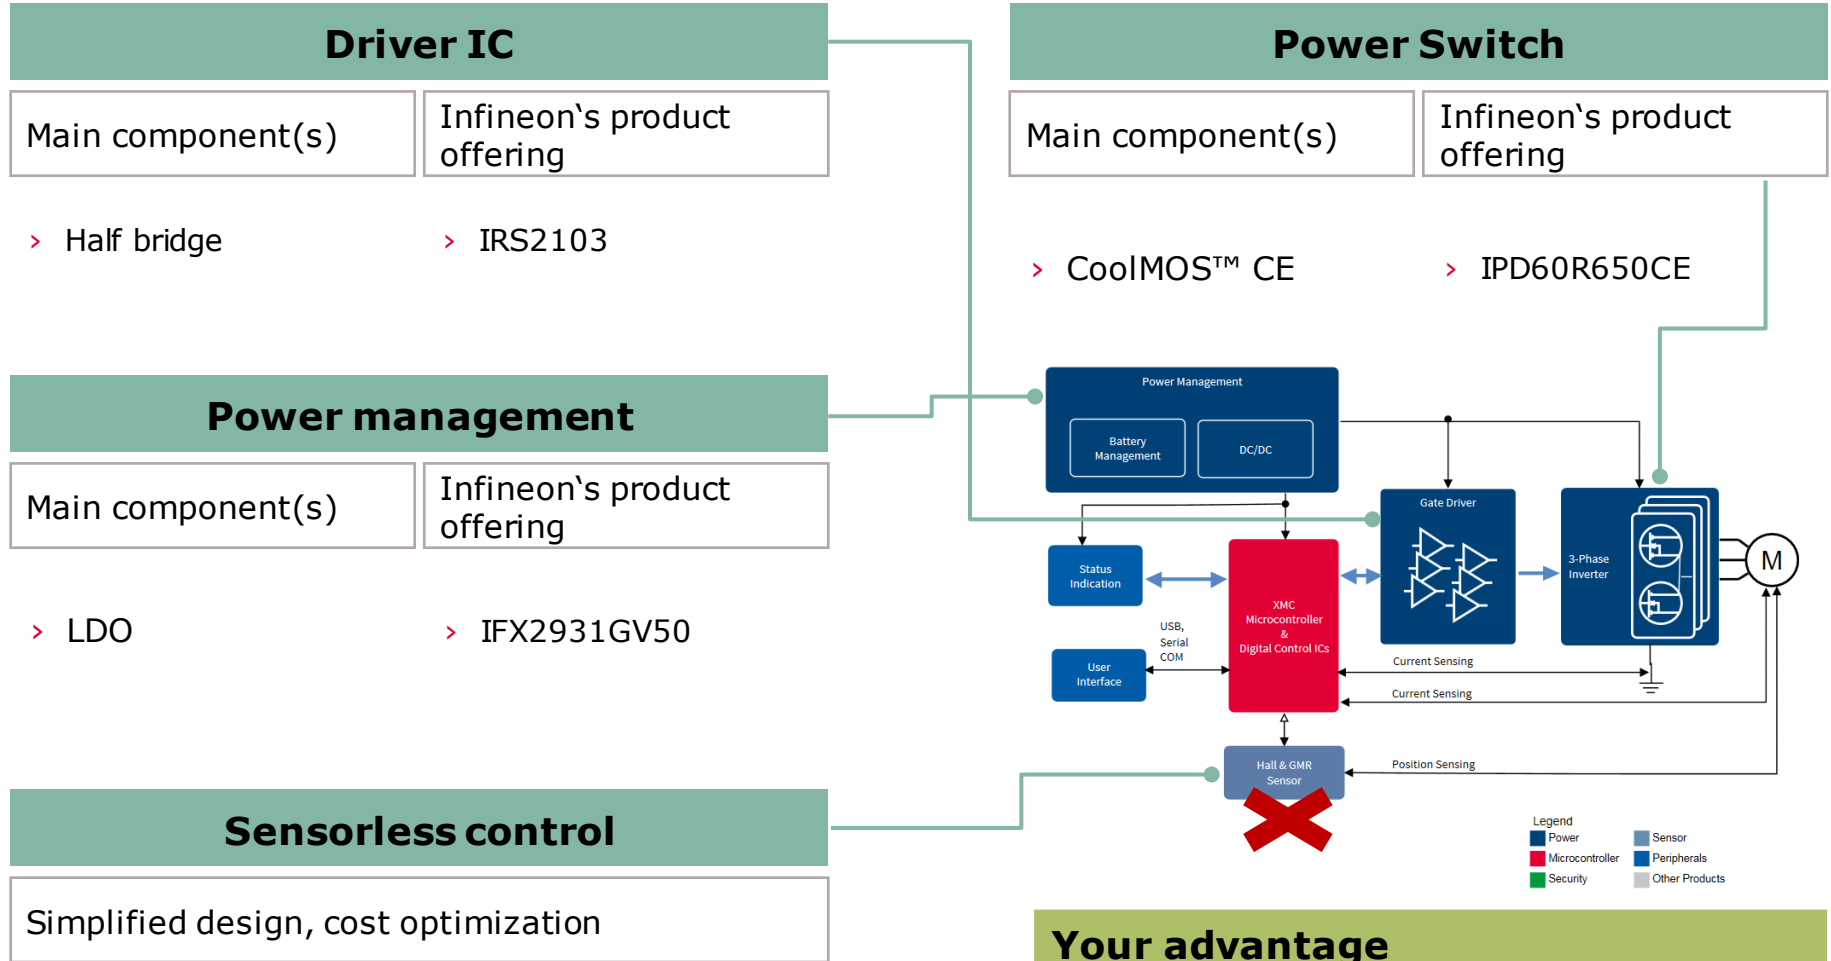 Driver IC
Main component(s)
Infineon‘s product
offering
› Half bridge
› IRS2103
Power Switch
Main component(s)
Infineon‘s product
offering
› CoolMOS™ CE
› IPD60R650CE
Power management
Main component(s)
Infineon‘s product
offering
› LDO
› IFX2931GV50
Sensorless control
Simplified design, cost optimization
Power Management
Battery
Management
DC/DC
Gate Driver
3-Phase
Inverter
M
Status
Indication
XMC
Microcontroller
&
Digital Control ICs
USB,
Serial
COM
User
Interface
Current Sensing
Current Sensing
Hall & GMR
Sensor
Position Sensing
Legend
Power
Sensor
Microcontroller
Peripherals
Security
Other Products
Your advantage